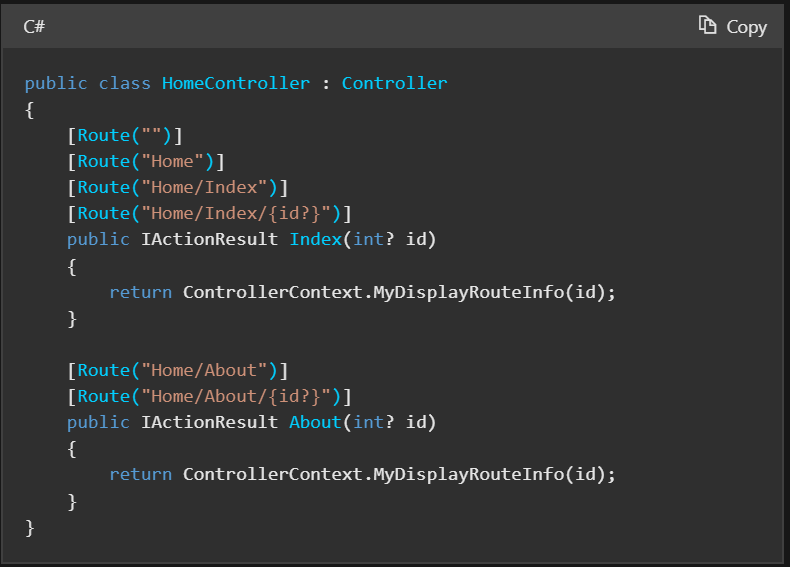 C#
Copy
public class HomeController : Controller
{
    [Route("")]
    [Route("Home")]
    [Route("Home/Index")]
    [Route("Home/Index/{id?}")]
    public IActionResult Index(int? id)
    {
        return ControllerContext.MyDisplayRouteInfo(id);
    }

    [Route("Home/About")]
    [Route("Home/About/{id?}")]
    public IActionResult About(int? id)
    {
        return ControllerContext.MyDisplayRouteInfo(id);
    }
}